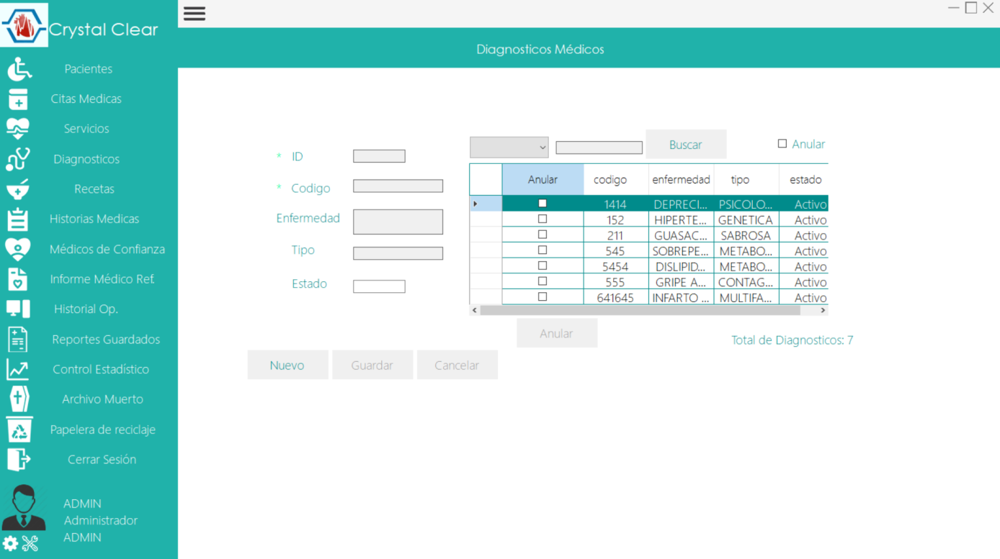 Crystal Clear
Pacientes
Citas Medicas
Servicios
Diagnosticos
Recetas
Historias Medicas
Médicos de Confianza
Informe Médico Ref.
Historial Op.
Reportes Guardados
Control Estadístico
Archivo Muerto
Papelera de reciclaje
Cerrar Sesión
ADMIN
Administrador
ADMIN
Diagnosticos Médicos
* ID
* Codigo
Enfermedad
Tipo
Estado
Buscar
Anular
Anular codigo enfermedad tipo estado
1414 DEPRECI... PSICOLO... Activo
152 HIPERTE... GENETICA Activo
211 GUASAC... SABROSA Activo
545 SOBREPE... METABO... Activo
5454 DISLIPID... METABO... Activo
555 GRIPE A... CONTAG... Activo
641645 INFARTO ... MULTIFA... Activo
Anular
Total de Diagnosticos: 7
Nuevo Guardar Cancelar